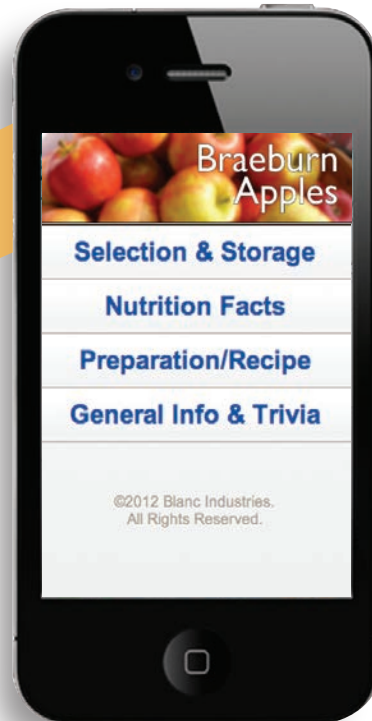 Braeburn
Apples
Selection & Storage
Nutrition Facts
Preparation/Recipe
General Info & Trivia
©2012 Blanc Industries.
All Rights Reserved.